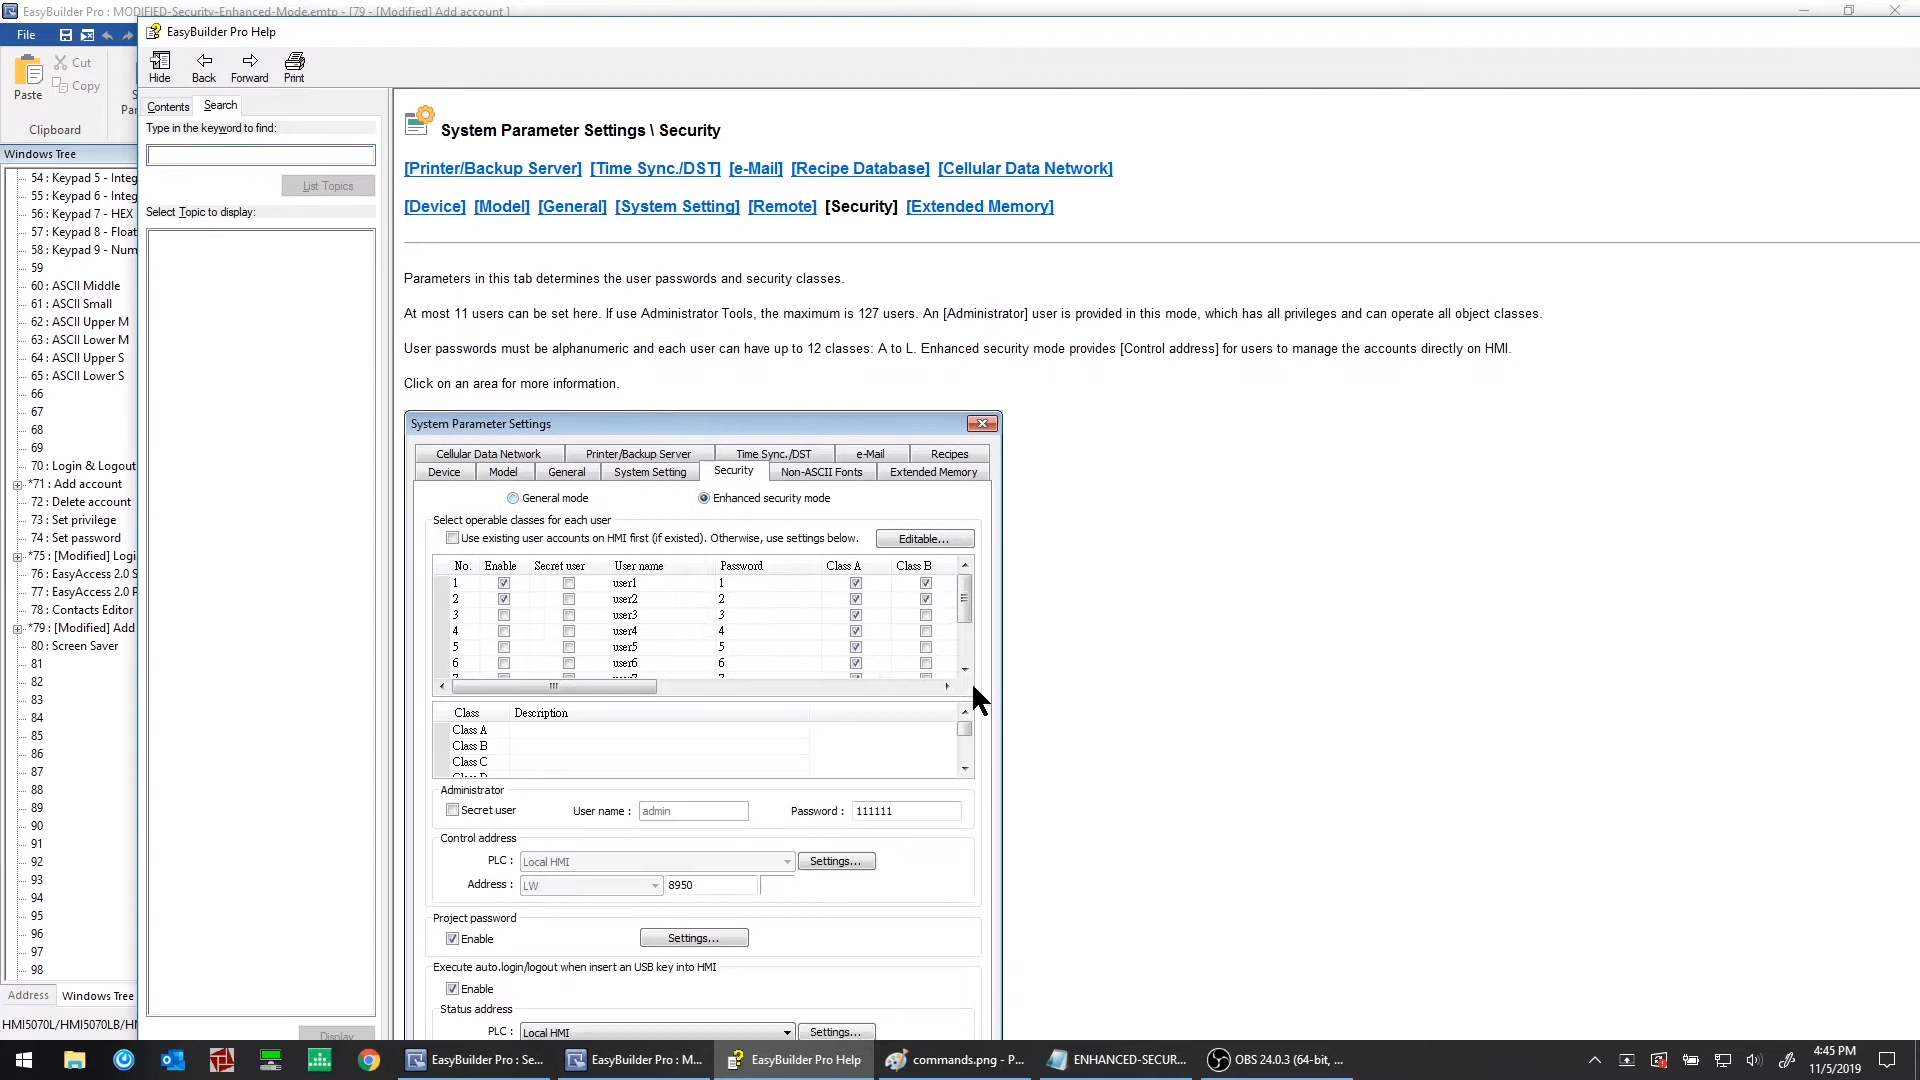 EasyBuilder Pro : MODIFIED-Security-Enhanced-Mode.emtp - [79 - [Modified] Add account ]
File
EasyBuilder Pro Help
Cut
Copy
Paste
Clipboard
Hide
Back
Forward
Print
Contents
Search
Type in the keyword to find:
List Topics
Select Topic to display:
Display
Windows Tree
54 : Keypad 5 - Integ
55 : Keypad 6 - Integ
56 : Keypad 7 - HEX
57 : Keypad 8 - Float
58 : Keypad 9 - Num
59
60 : ASCII Middle
61 : ASCII Small
62 : ASCII Upper M
63 : ASCII Lower M
64 : ASCII Upper S
65 : ASCII Lower S
66
67
68
69
70 : Login & Logout
*71 : Add account
72 : Delete account
73 : Set privilege
74 : Set password
*75 : [Modified] Logi
76 : EasyAccess 2.0 S
77 : EasyAccess 2.0 P
78 : Contacts Editor
*79 : [Modified] Add
80 : Screen Saver
81
82
83
84
85
86
87
88
89
90
91
92
93
94
95
96
97
98
Address
Windows Tree
HMI5070L/HMI5070LB/H
System Parameter Settings \ Security
[Printer/Backup Server] [Time Sync./DST] [e-Mail] [Recipe Database] [Cellular Data Network]
[Device] [Model] [General] [System Setting] [Remote] [Security] [Extended Memory]
Parameters in this tab determines the user passwords and security classes.
At most 11 users can be set here. If use Administrator Tools, the maximum is 127 users. An [Administrator] user is provided in this mode, which has all privileges and can operate all object classes.
User passwords must be alphanumeric and each user can have up to 12 classes: A to L. Enhanced security mode provides [Control address] for users to manage the accounts directly on HMI.
Click on an area for more information.
System Parameter Settings
Cellular Data Network Printer/Backup Server Time Sync./DST e-Mail Recipes
Device Model General System Setting Security Non-ASCII Fonts Extended Memory
General mode Enhanced security mode
Select operable classes for each user
Use existing user accounts on HMI first (if existed). Otherwise, use settings below. Editable...
No. Enable Secret user User name Password Class A Class B
1 user1 1
2 user2 2
3 user3 3
4 user4 4
5 user5 5
6 user6 6
Class Description
Class A
Class B
Class C
Administrator
Secret user User name : admin Password : 111111
Control address
PLC : Local HMI Settings...
Address : LW 8950
Project password
Enable Settings...
Execute auto.login/logout when insert an USB key into HMI
Enable
Status address
PLC : Local HMI Settings...
EasyBuilder Pro : Se...
EasyBuilder Pro : M...
EasyBuilder Pro Help
commands.png - P...
ENHANCED-SECUR...
OBS 24.0.3 (64-bit, ...
4:45 PM
11/5/2019